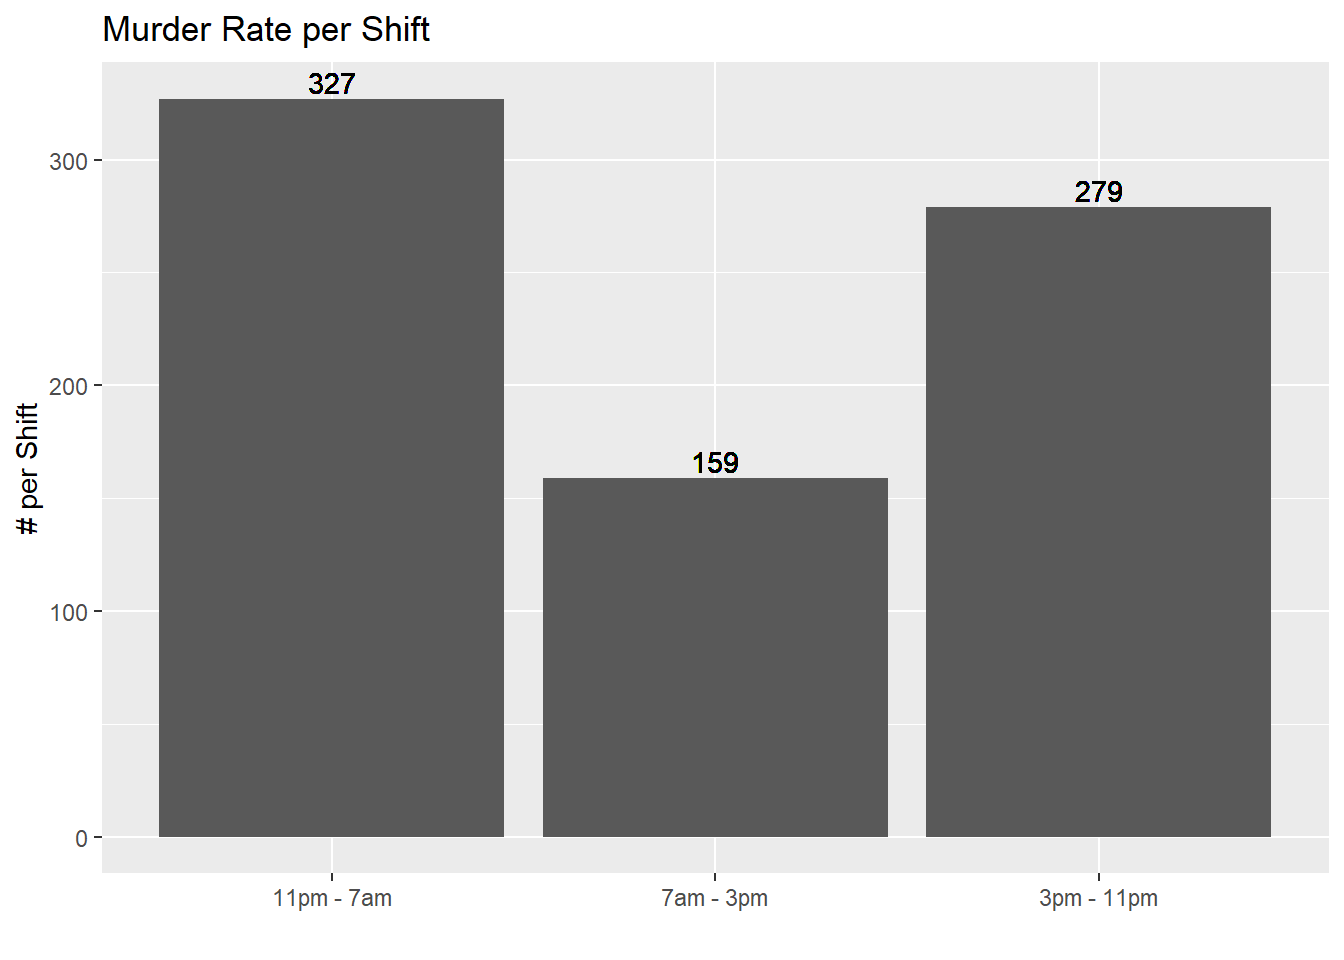 Murder Rate per Shift
327
279
159
300
200
100
0
# per Shift
11pm - 7am
7am - 3pm
3pm - 11pm